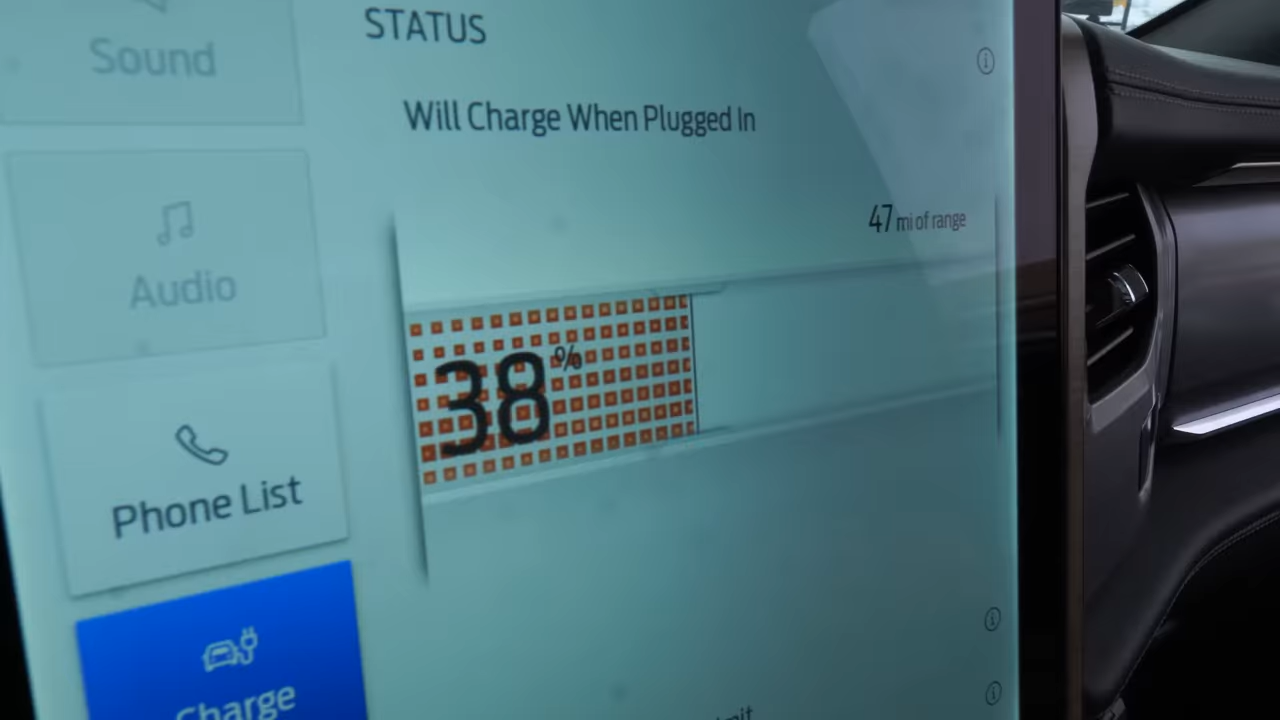 Sound
Audio
Phone List
Charge
STATUS
Will Charge When Plugged In
47 mi of range
38%